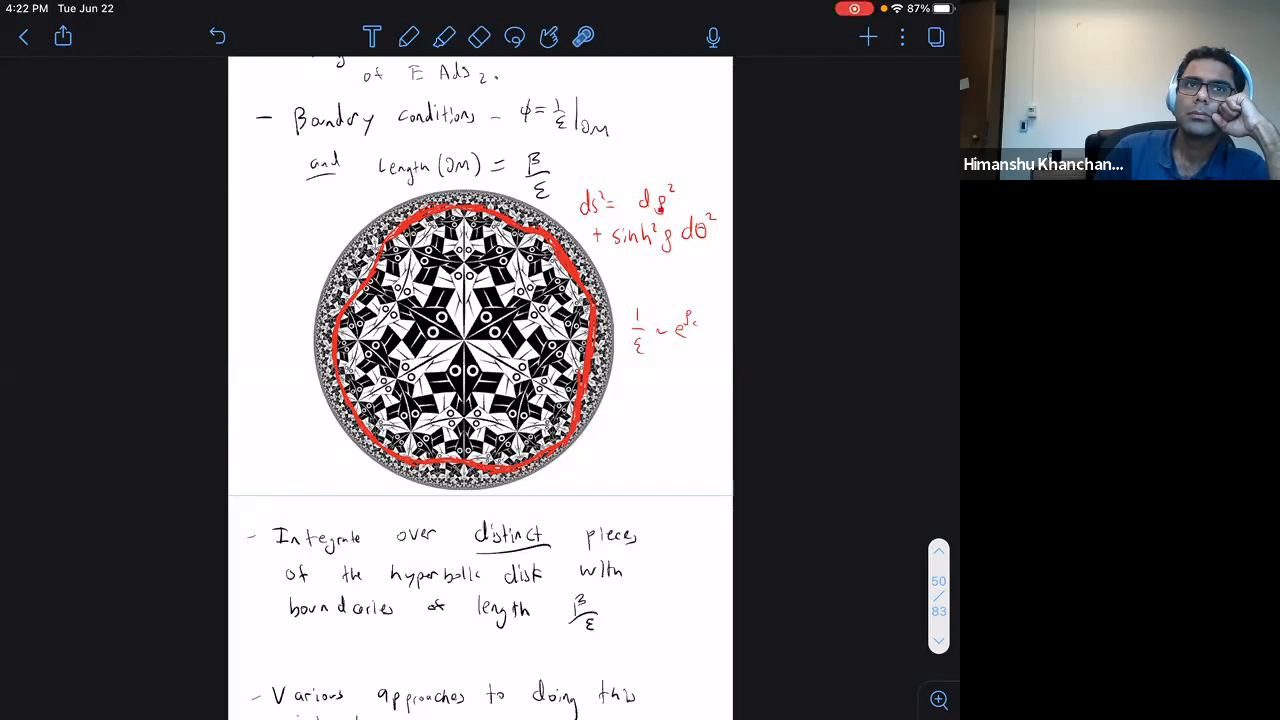 4:22 PM Tue Jun 22
87%
of E Ads₂.
- Boundry conditions - φ = 1/ε |∂M
and Length (∂M) = β/ε
ds² = dρ²
+ sinh²ρ dθ²
1/ε ~ e^ρc
- Integrate over distinct pieces
of the hyperbolic disk with
boundaries of length β/ε
- Various approaches to doing this
50
/
83
Himanshu Khanchan...